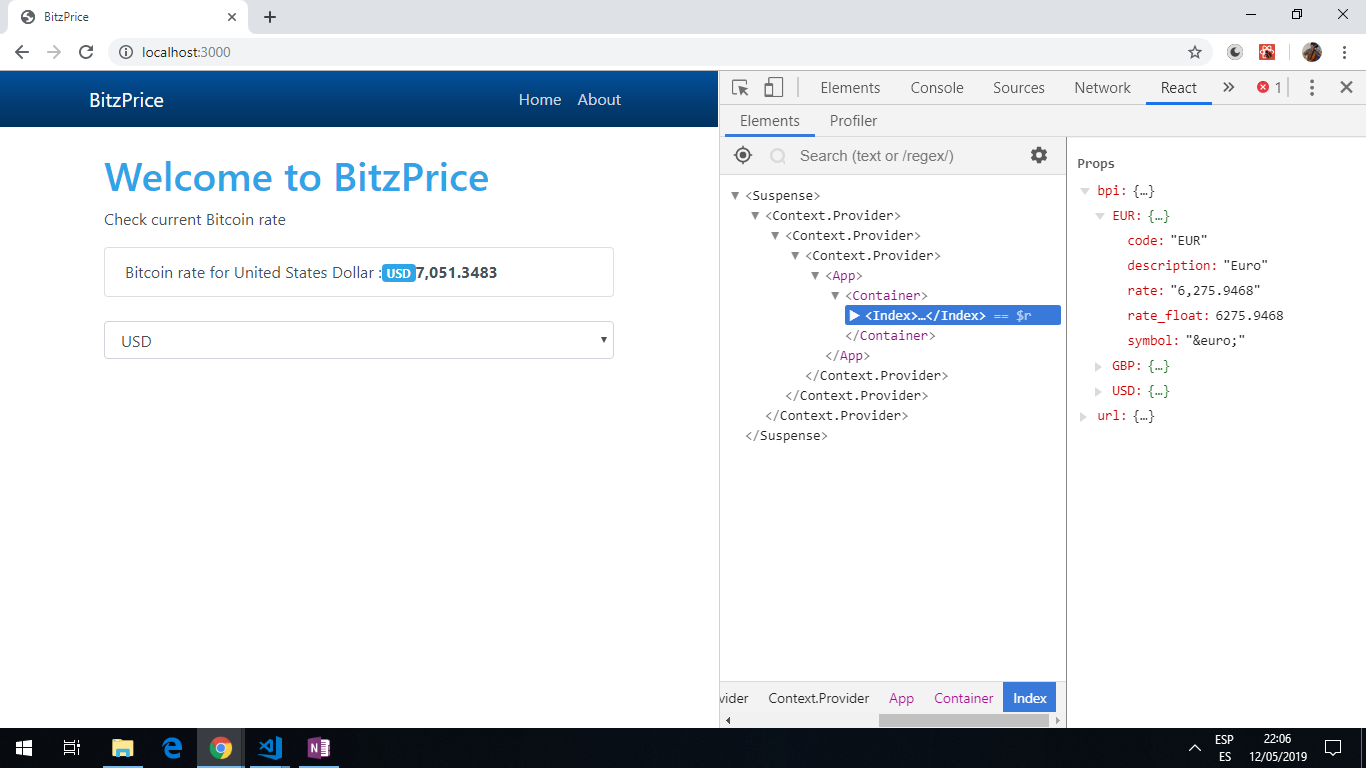 BitzPrice
localhost:3000
BitzPrice
Home About
Welcome to BitzPrice
Check current Bitcoin rate
Bitcoin rate for United States Dollar :USD7,051.3483
USD
Elements Console Sources Network React 1
Elements Profiler
Search (text or /regex/)
<Suspense>
<Context.Provider>
<Context.Provider>
<Context.Provider>
<App>
<Container>
<Index>…</Index> == $r
</Container>
</App>
</Context.Provider>
</Context.Provider>
</Context.Provider>
</Suspense>
vider Context.Provider App Container Index
Props
bpi: {…}
EUR: {…}
code: "EUR"
description: "Euro"
rate: "6,275.9468"
rate_float: 6275.9468
symbol: "&euro;"
GBP: {…}
USD: {…}
url: {…}
ESP
ES
22:06
12/05/2019